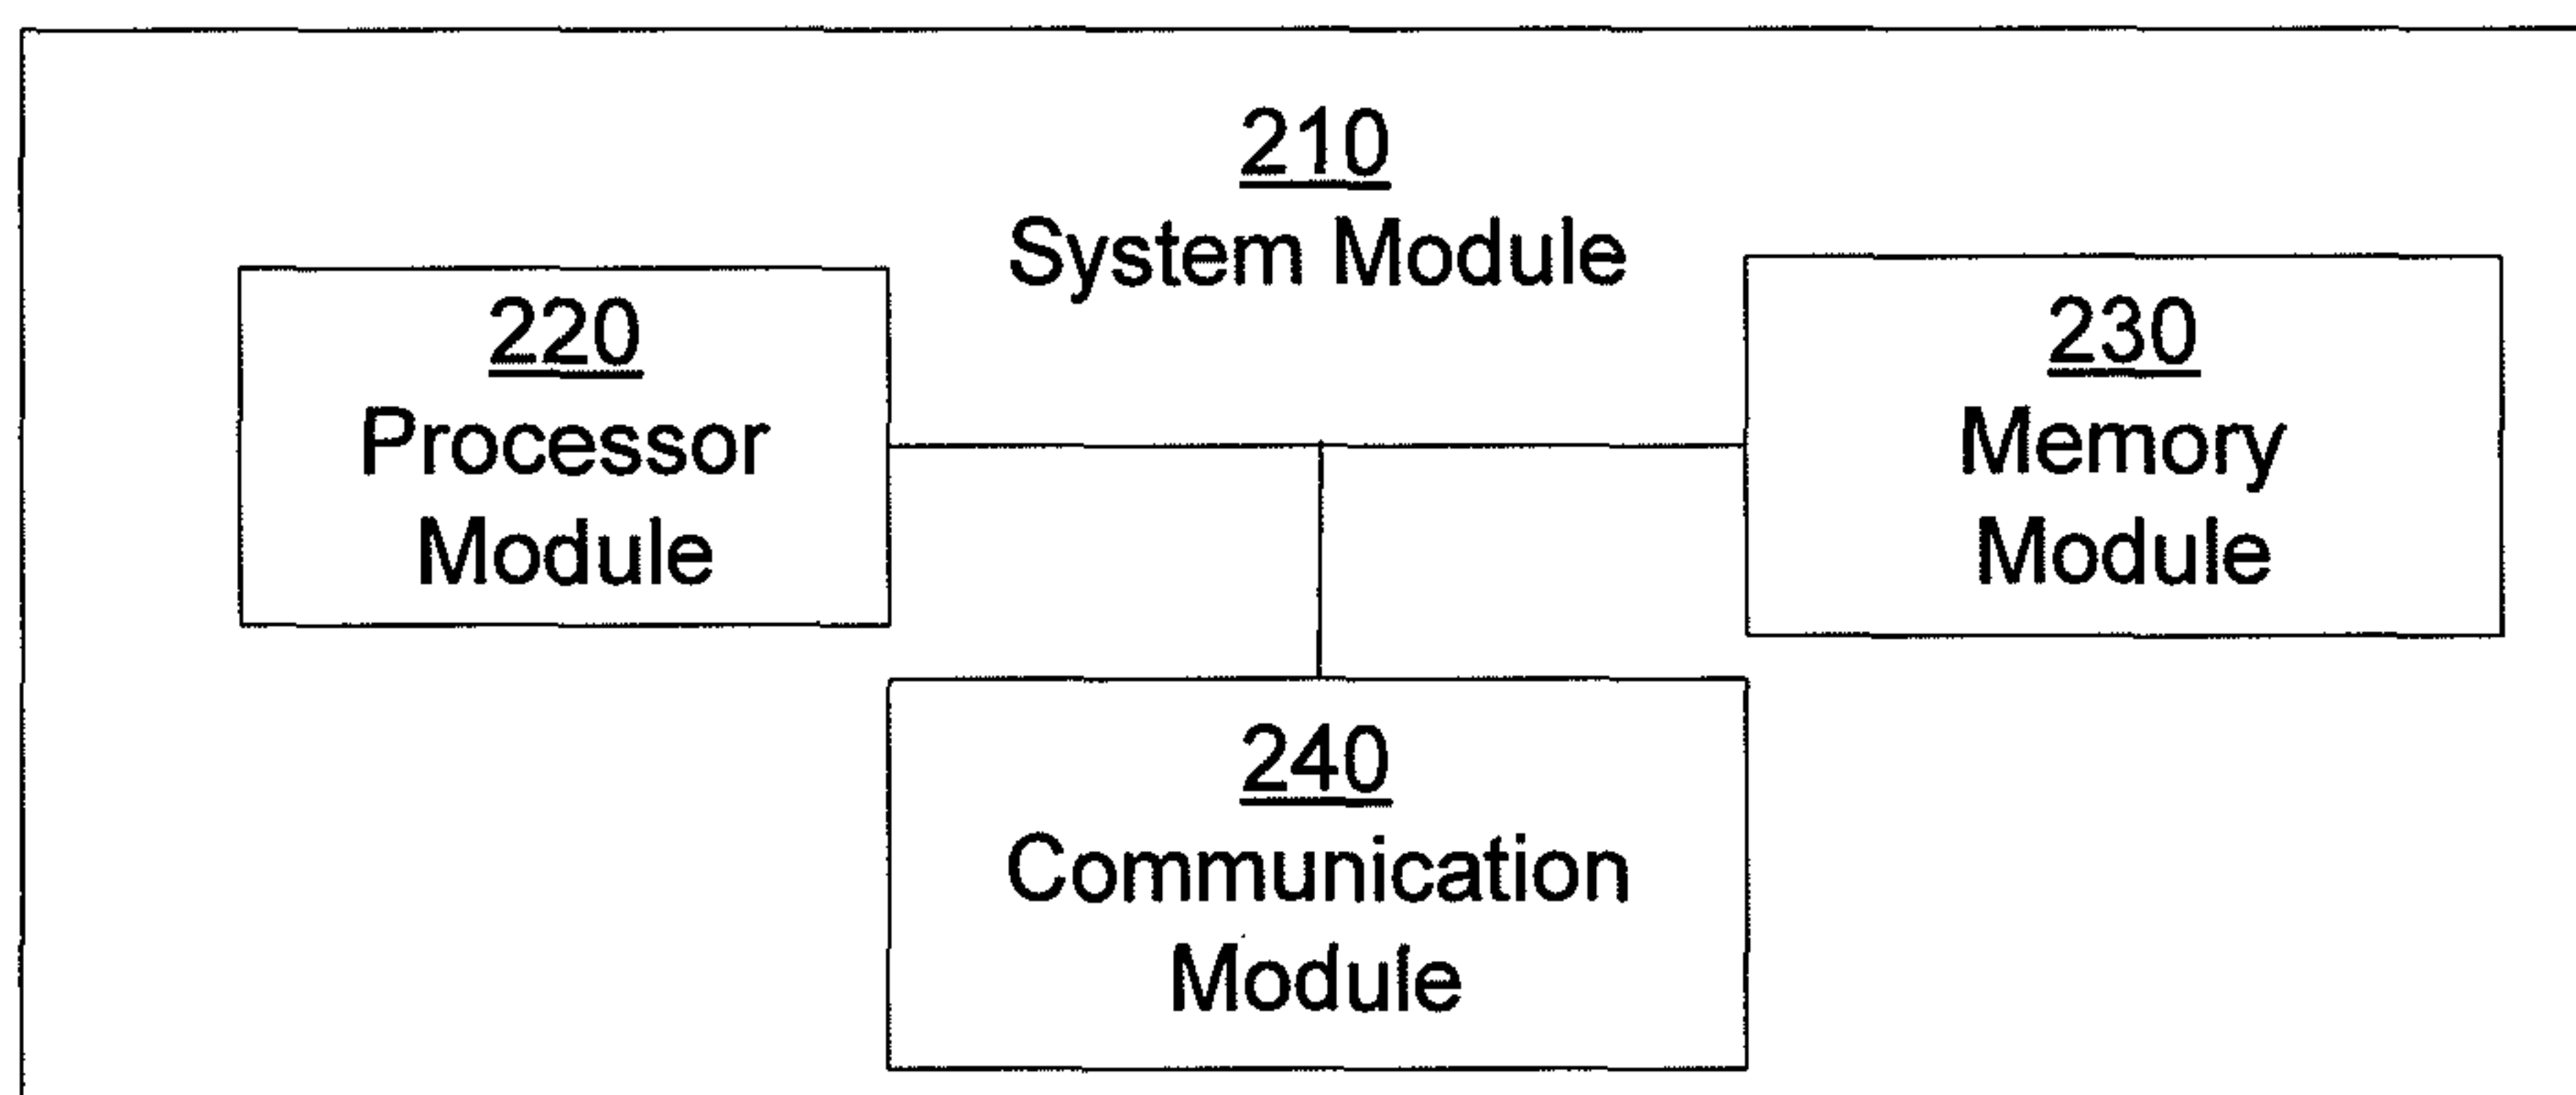 210
System Module
220
Processor
Module
230
Memory
Module
240
Communication
Module